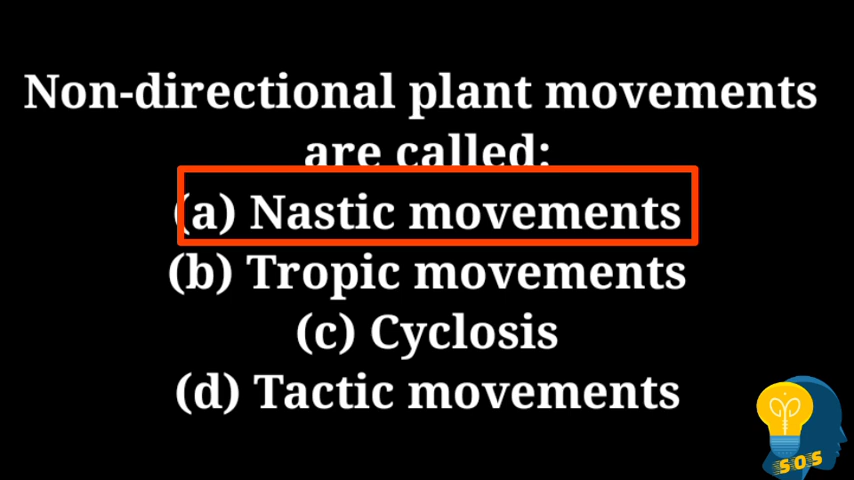 Non-directional plant movements
are called:
(a) Nastic movements
(b) Tropic movements
(c) Cyclosis
(d) Tactic movements
SOS